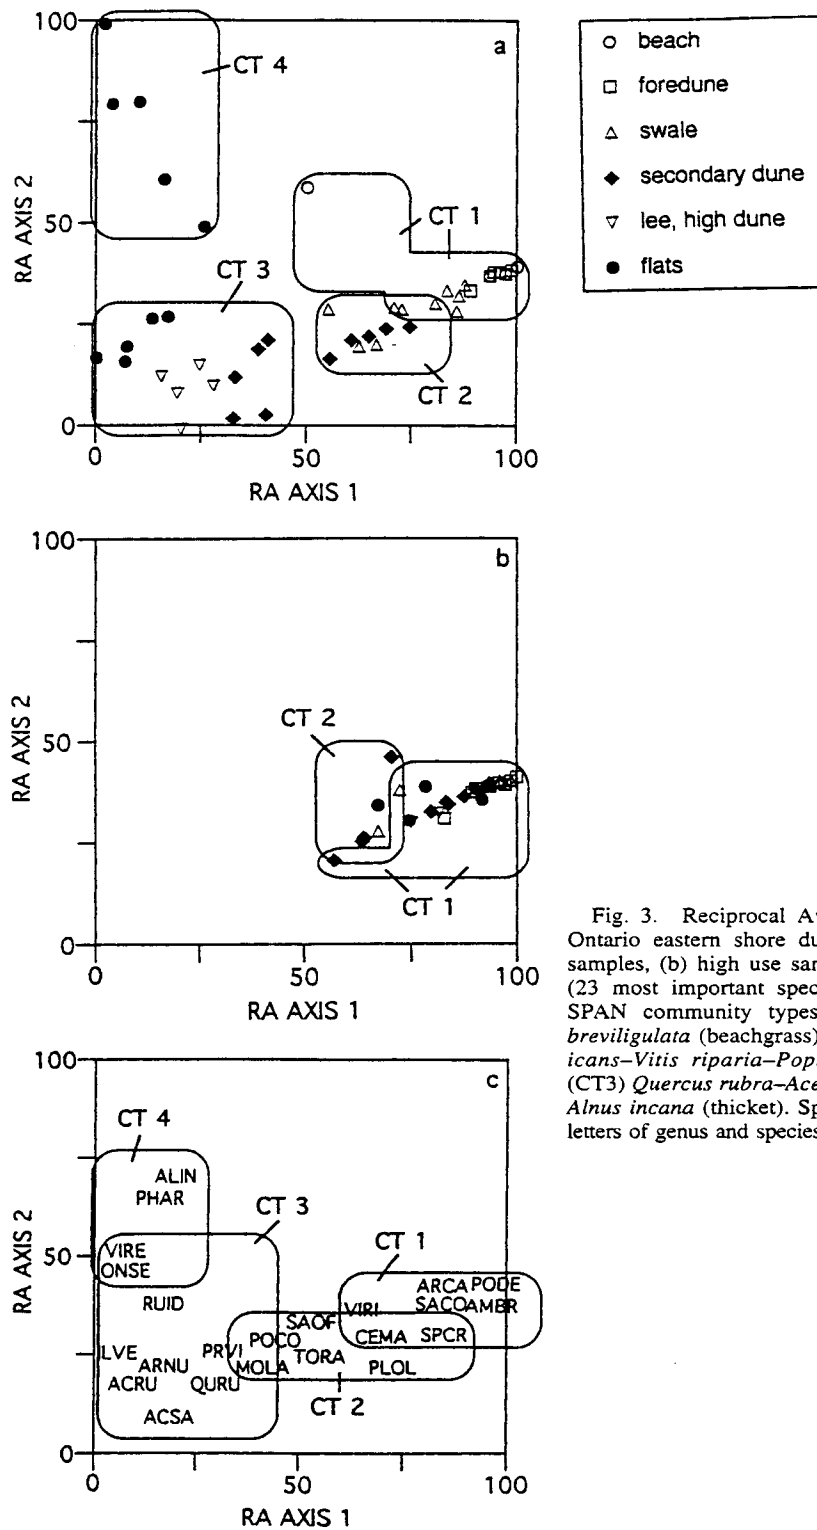 a
100
CT 4
RA AXIS 2
50
CT 1
CT 3
CT 2
0
0
50
100
RA AXIS 1
beach
foredune
swale
secondary dune
lee, high dune
flats
b
100
CT 2
RA AXIS 2
50
CT 1
0
0
50
100
RA AXIS 1
Fig. 3. Reciprocal Av
Ontario eastern shore du
samples, (b) high use sar
(23 most important spec
SPAN community types
breviligulata (beachgrass)
icans–Vitis riparia–Pop
(CT3) Quercus rubra–Ace
Alnus incana (thicket). Sp
letters of genus and species
c
100
CT 4
ALIN
PHAR
CT 3
RA AXIS 2
50
VIRE
ONSE
CT 1
ARCA PODE
RUID
SACO AMBR
VIRI
SAOF
POCO
CEMA
SPCR
LVE
PRVI
TORA
ARNU
MOLA
PLOL
ACRU
QURU
CT 2
ACSA
0
0
50
100
RA AXIS 1